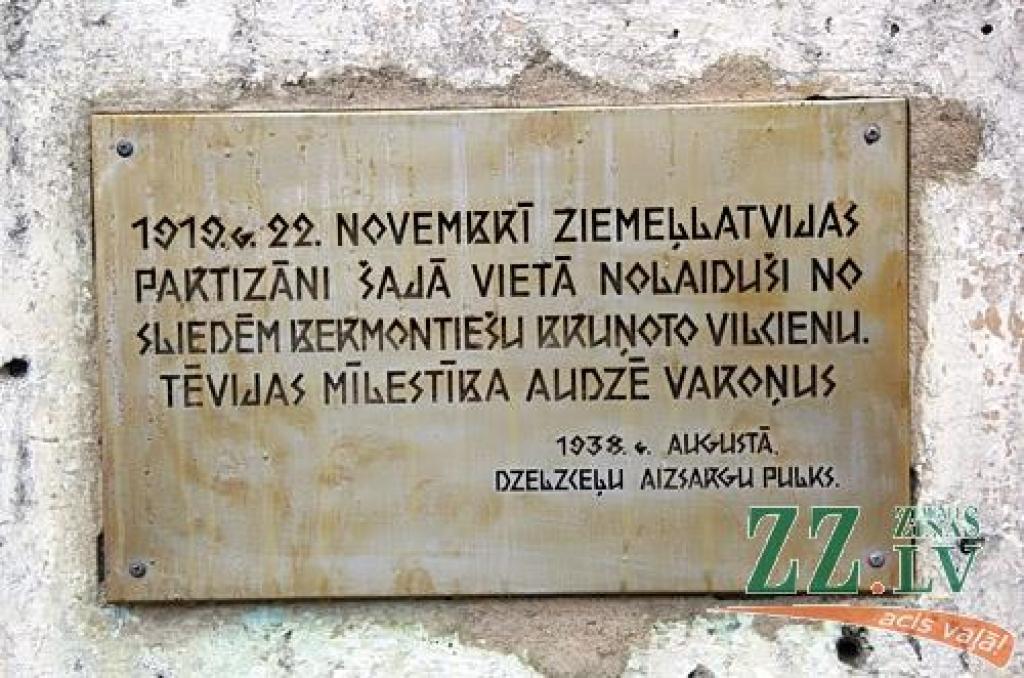 1919.g. 22. NOVEMBRĪ ZIEMEĻLATVIJAS
PARTIZĀNI ŠAJĀ VIETĀ NOLAIDUŠI NO
SLIEDĒM BERMONTIEŠU BRUŅOTO VILCIENU.
TĒVIJAS MĪLESTĪBA AUDZĒ VAROŅUS
1938. g. AUGUSTĀ.
DZELZCEĻU AIZSARGU PULKS.
ZZ.LV
ZIŅAS
acis vaļā!